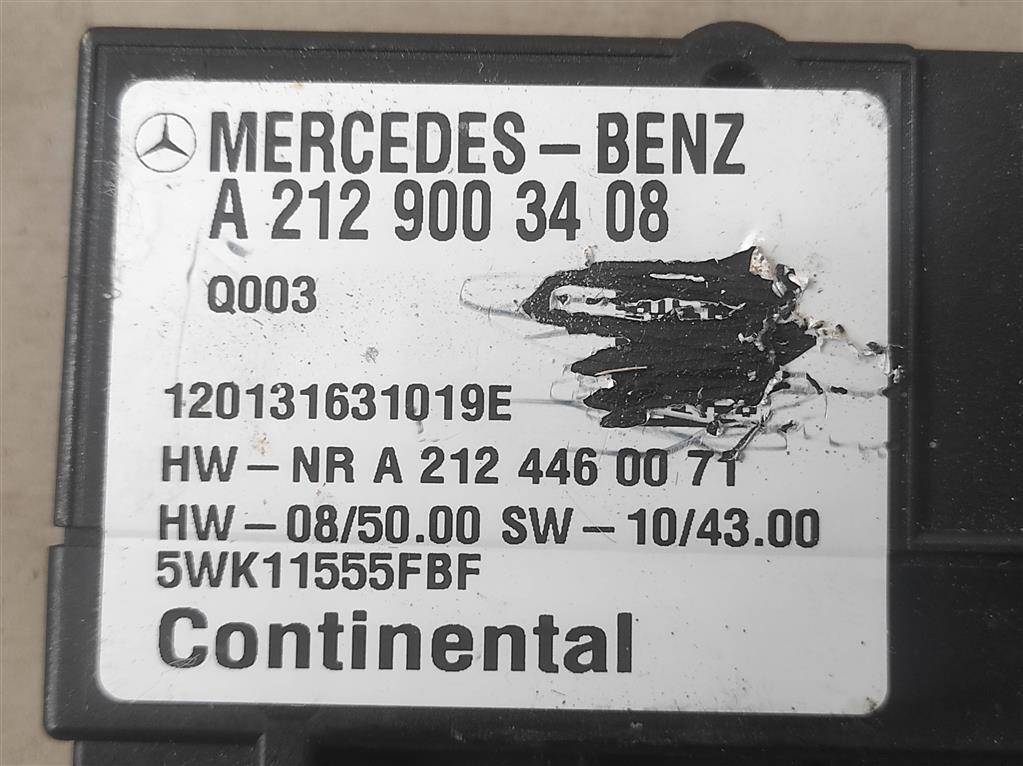 MERCEDES-BENZ
A 212 900 34 08
Q003
120131631019E
HW-NR A 212 446 00 71
HW-08/50.00 SW-10/43.00
5WK11555FBF
Continental